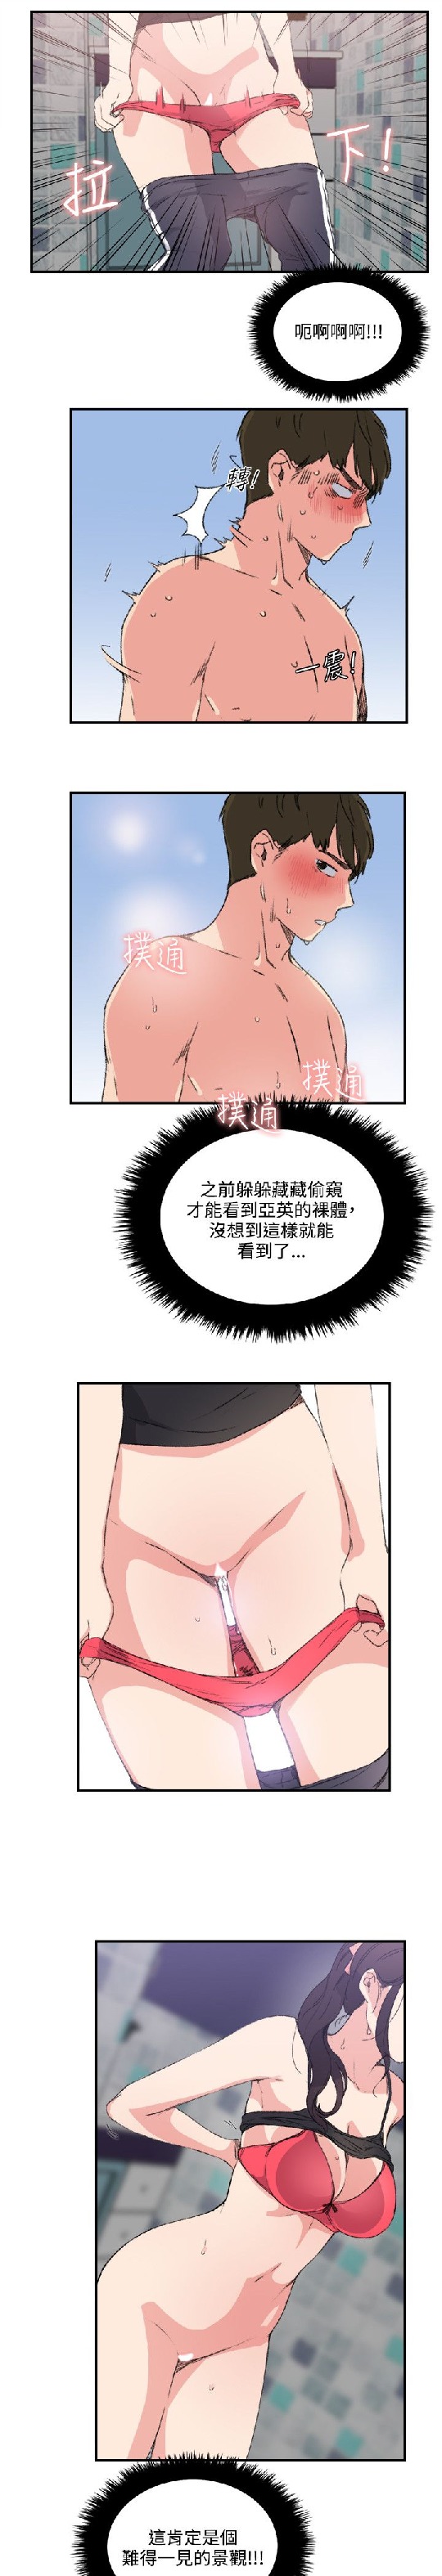 拉
下!
呃啊啊啊!!!
轉!
一震!
撲通
撲通
撲通
之前躲躲藏藏偷窺
才能看到亞英的裸體,
沒想到這樣就能
看到了...
這肯定是個
難得一見的景觀!!!